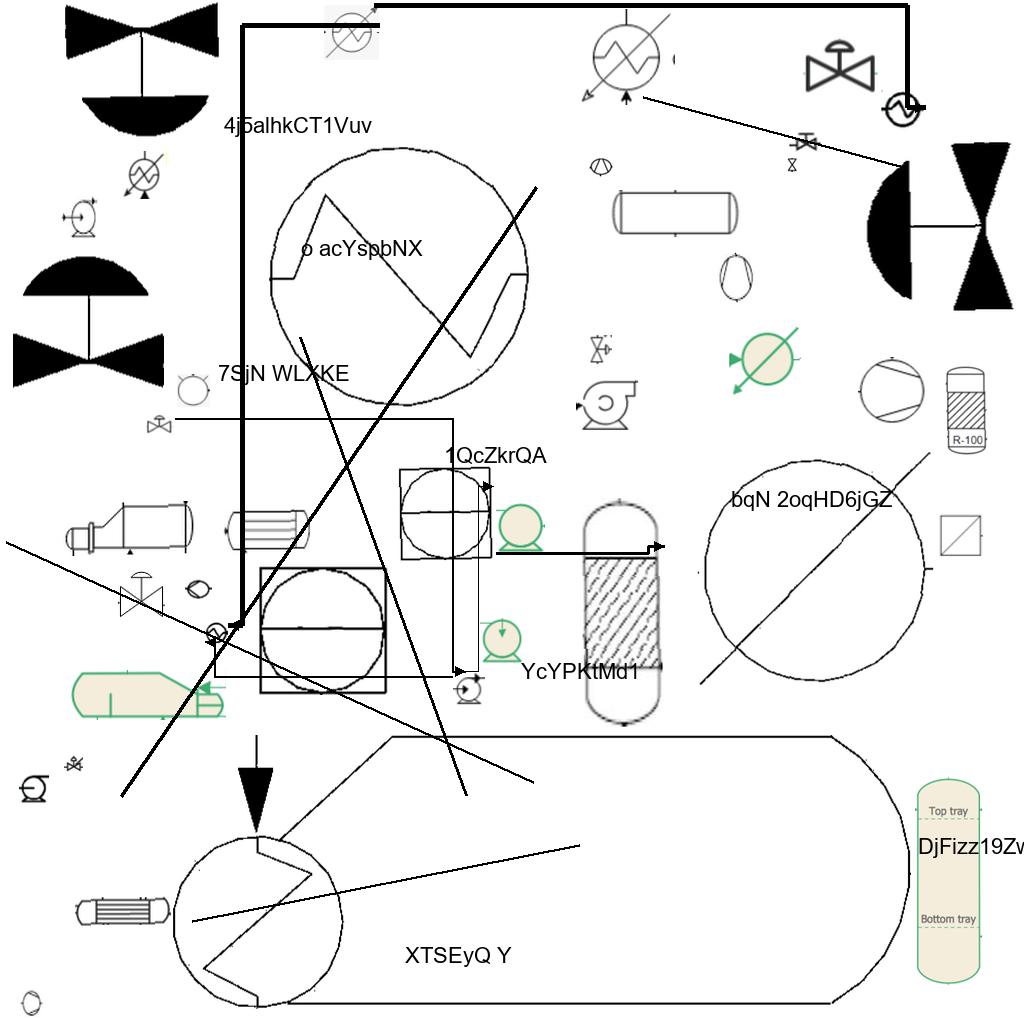 4j5alhkCT1Vuv
o acYspbNX
7SjN WLXKE
R-100
1QcZkrQA
bqN 2oqHD6jGZ
YcYPKtMd1
Top tray
DjFizz19Zw
Bottom tray
XTSEyQ Y